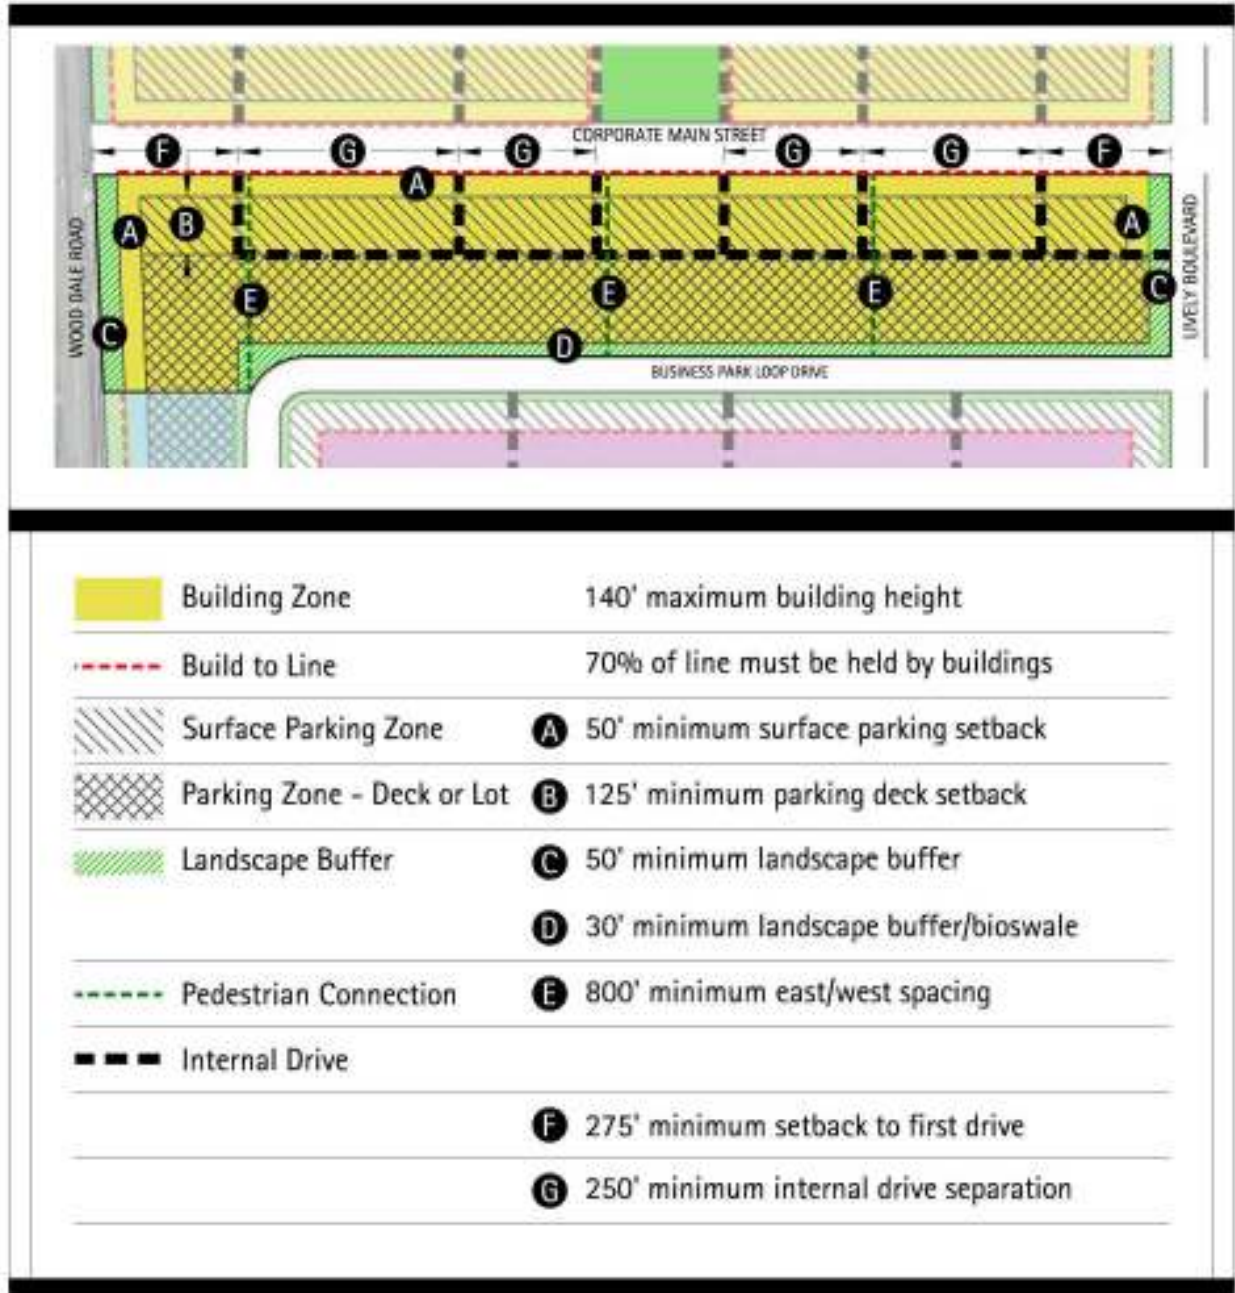 CORPORATE MAIN STREET
F G G G G F
A
A B A
WOOD DALE ROAD
LIVELY BOULEVARD
E E E C
C
D
BUSINESS PARK LOOP DRIVE
Building Zone 140' maximum building height
Build to Line 70% of line must be held by buildings
Surface Parking Zone A 50' minimum surface parking setback
Parking Zone - Deck or Lot B 125' minimum parking deck setback
Landscape Buffer C 50' minimum landscape buffer
D 30' minimum landscape buffer/bioswale
Pedestrian Connection E 800' minimum east/west spacing
Internal Drive
F 275' minimum setback to first drive
G 250' minimum internal drive separation